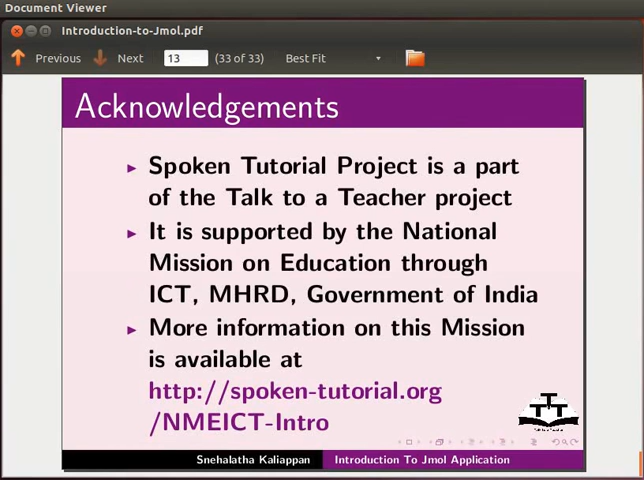 Document Viewer
Introduction-to-Jmol.pdf
Previous Next 13 (33 of 33) Best Fit
Acknowledgements
Spoken Tutorial Project is a part
of the Talk to a Teacher project
It is supported by the National
Mission on Education through
ICT, MHRD, Government of India
More information on this Mission
is available at
http://spoken-tutorial.org
/NMEICT-Intro
Snehalatha Kaliappan Introduction To Jmol Application